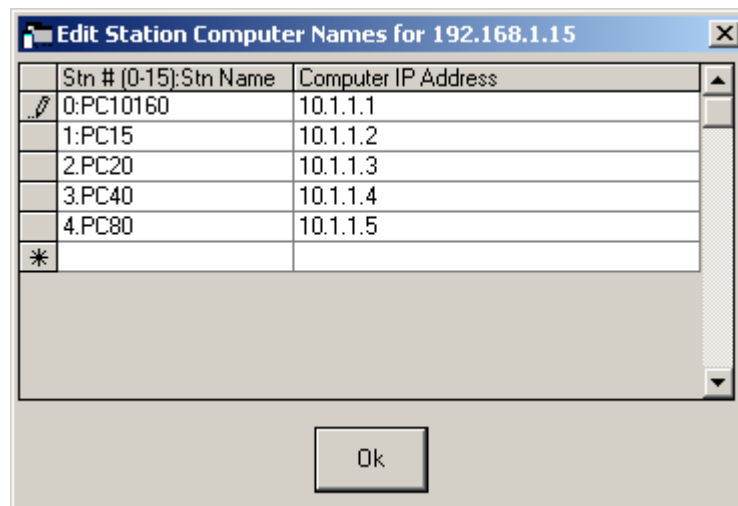 Edit Station Computer Names for 192.168.1.15
Stn # (0-15):Stn Name Computer IP Address
0:PC10160 10.1.1.1
1:PC15 10.1.1.2
2.PC20 10.1.1.3
3.PC40 10.1.1.4
4.PC80 10.1.1.5
Ok